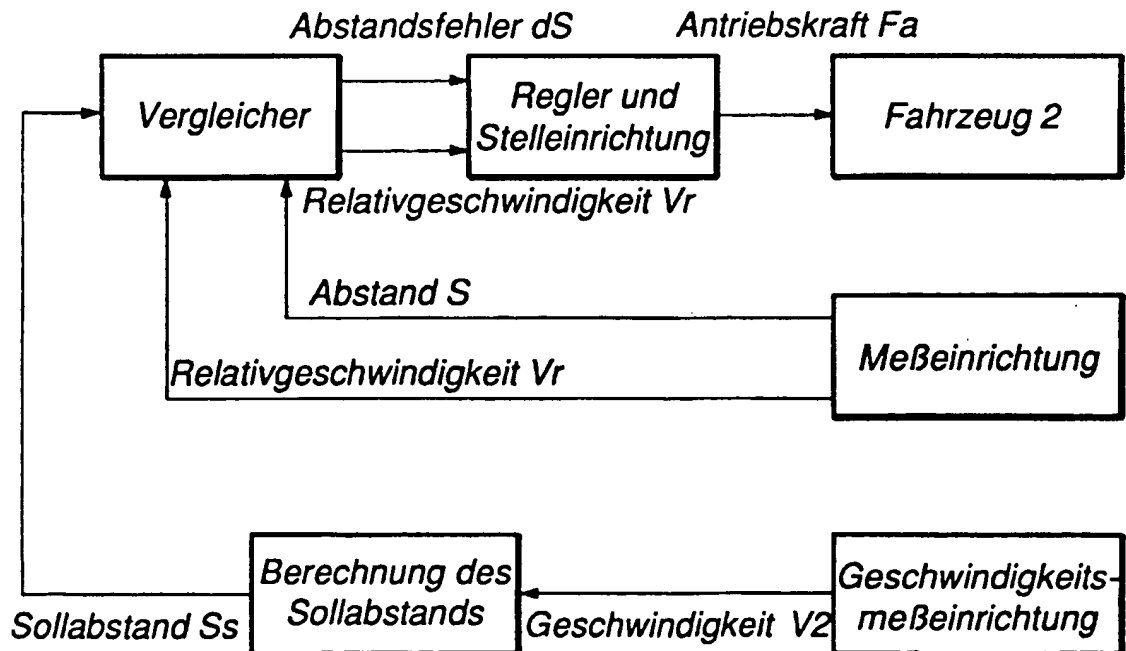 Abstandsfehler dS
Antriebskraft Fa
Vergleicher
Regler und
Stelleinrichtung
Fahrzeug 2
Relativgeschwindigkeit Vr
Abstand S
Meßeinrichtung
Relativgeschwindigkeit Vr
Berechnung des
Sollabstands
Geschwindigkeits-
meßeinrichtung
Sollabstand Ss
Geschwindigkeit V2